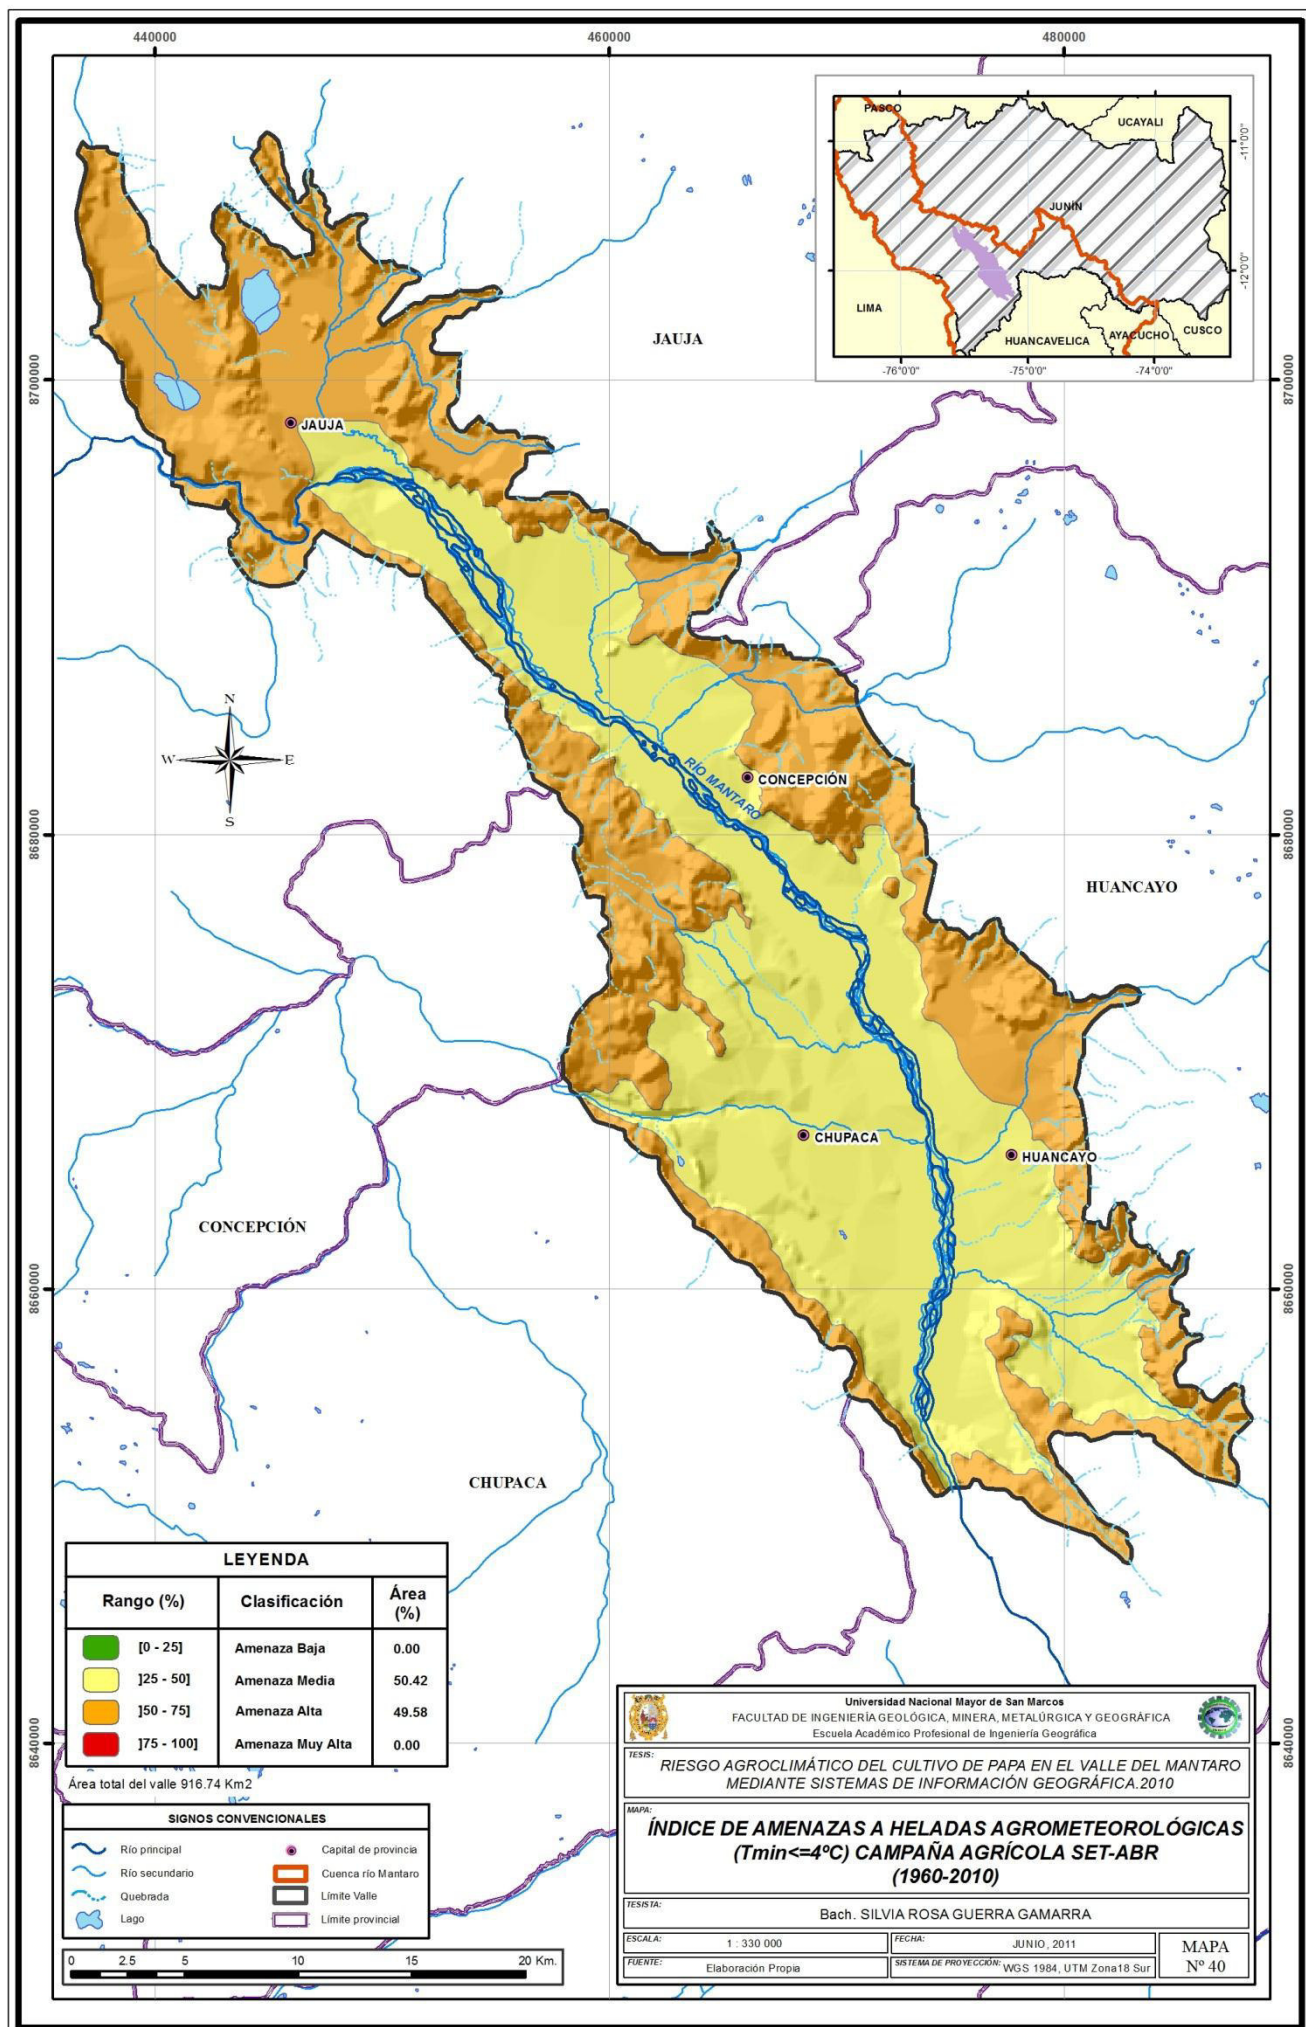 440000
460000
480000
PASCO
UCAYALI
JUNÍN
LIMA
HUANCAVELICA
AYACUCHO
CUSCO
-11°0'0"
-12°0'0"
-76°0'0"
-75°0'0"
-74°0'0"
JAUJA
8700000
8700000
JAUJA
N
W
E
S
RÍO MANTARO
CONCEPCIÓN
8680000
8680000
HUANCAYO
CHUPACA
HUANCAYO
CONCEPCIÓN
8660000
8660000
CHUPACA
LEYENDA
Rango (%) Clasificación Área (%)
[0 - 25] Amenaza Baja 0.00
]25 - 50] Amenaza Media 50.42
]50 - 75] Amenaza Alta 49.58
]75 - 100] Amenaza Muy Alta 0.00
Área total del valle 916.74 Km2
8640000
8640000
SIGNOS CONVENCIONALES
Río principal
Río secundario
Quebrada
Lago
Capital de provincia
Cuenca río Mantaro
Límite Valle
Límite provincial
0 2.5 5 10 15 20 Km.
Universidad Nacional Mayor de San Marcos
FACULTAD DE INGENIERÍA GEOLÓGICA, MINERA, METALÚRGICA Y GEOGRÁFICA
Escuela Académico Profesional de Ingeniería Geográfica
TESIS:
RIESGO AGROCLIMÁTICO DEL CULTIVO DE PAPA EN EL VALLE DEL MANTARO
MEDIANTE SISTEMAS DE INFORMACIÓN GEOGRÁFICA.2010
MAPA:
ÍNDICE DE AMENAZAS A HELADAS AGROMETEOROLÓGICAS
(Tmin<=4ºC) CAMPAÑA AGRÍCOLA SET-ABR
(1960-2010)
TESISTA:
Bach. SILVIA ROSA GUERRA GAMARRA
ESCALA: 1 : 330 000
FECHA: JUNIO, 2011
FUENTE: Elaboración Propia
SISTEMA DE PROYECCIÓN: WGS 1984, UTM Zona18 Sur
MAPA
Nº 40